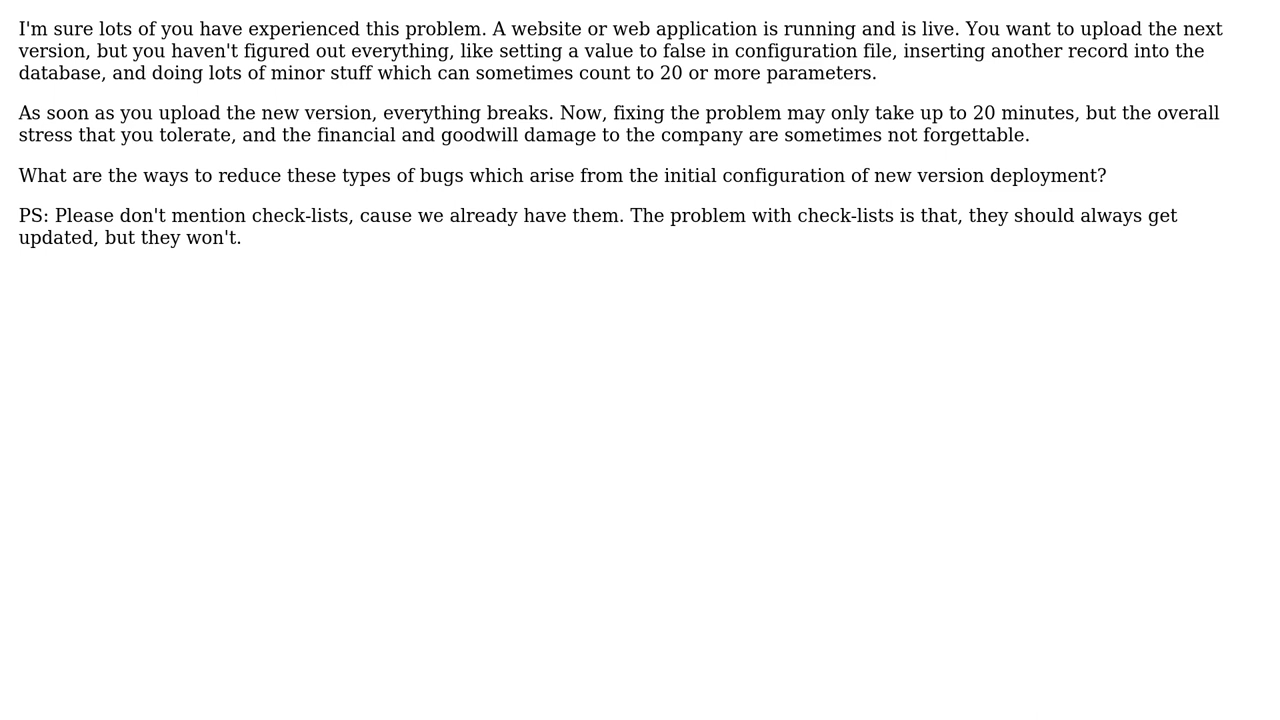 I'm sure lots of you have experienced this problem. A website or web application is running and is live. You want to upload the next
version, but you haven't figured out everything, like setting a value to false in configuration file, inserting another record into the
database, and doing lots of minor stuff which can sometimes count to 20 or more parameters.
As soon as you upload the new version, everything breaks. Now, fixing the problem may only take up to 20 minutes, but the overall
stress that you tolerate, and the financial and goodwill damage to the company are sometimes not forgettable.
What are the ways to reduce these types of bugs which arise from the initial configuration of new version deployment?
PS: Please don't mention check-lists, cause we already have them. The problem with check-lists is that, they should always get
updated, but they won't.